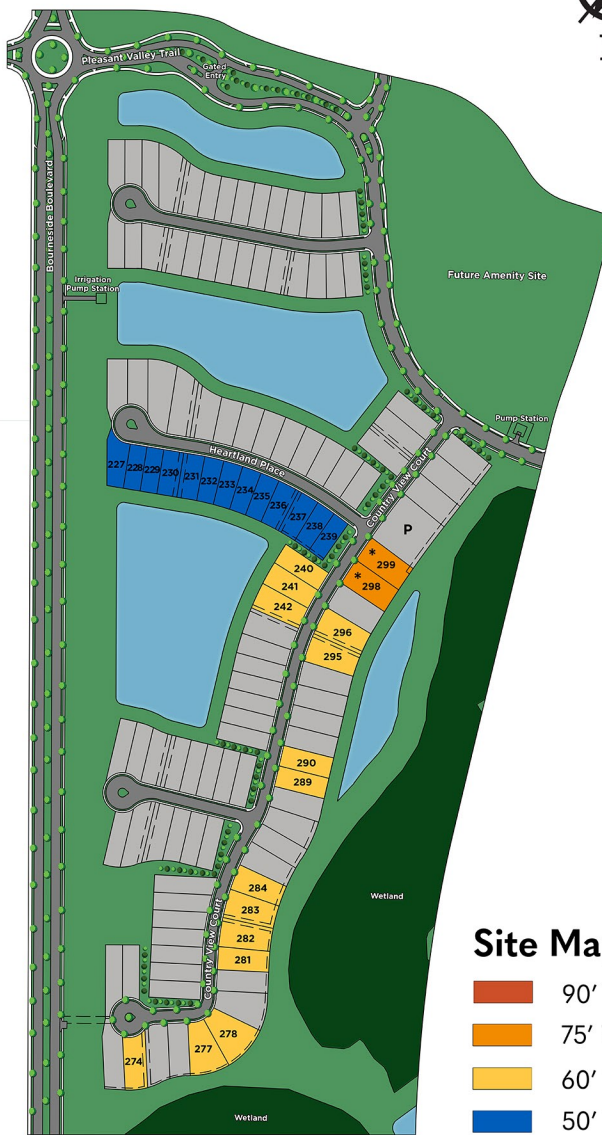 Pleasant Valley Trail
Gated
Entry
Bourneside Boulevard
Irrigation
Pump Station
Future Amenity Site
Pump Station
Heartland Place
Country View Court
227
228
229
230
231
232
233
234
235
236
237
238
239
P
* 299
* 298
240
241
242
296
295
290
289
284
283
282
281
Country View Court
278
277
274
Wetland
Wetland
Site Ma
90’
75’
60’
50’